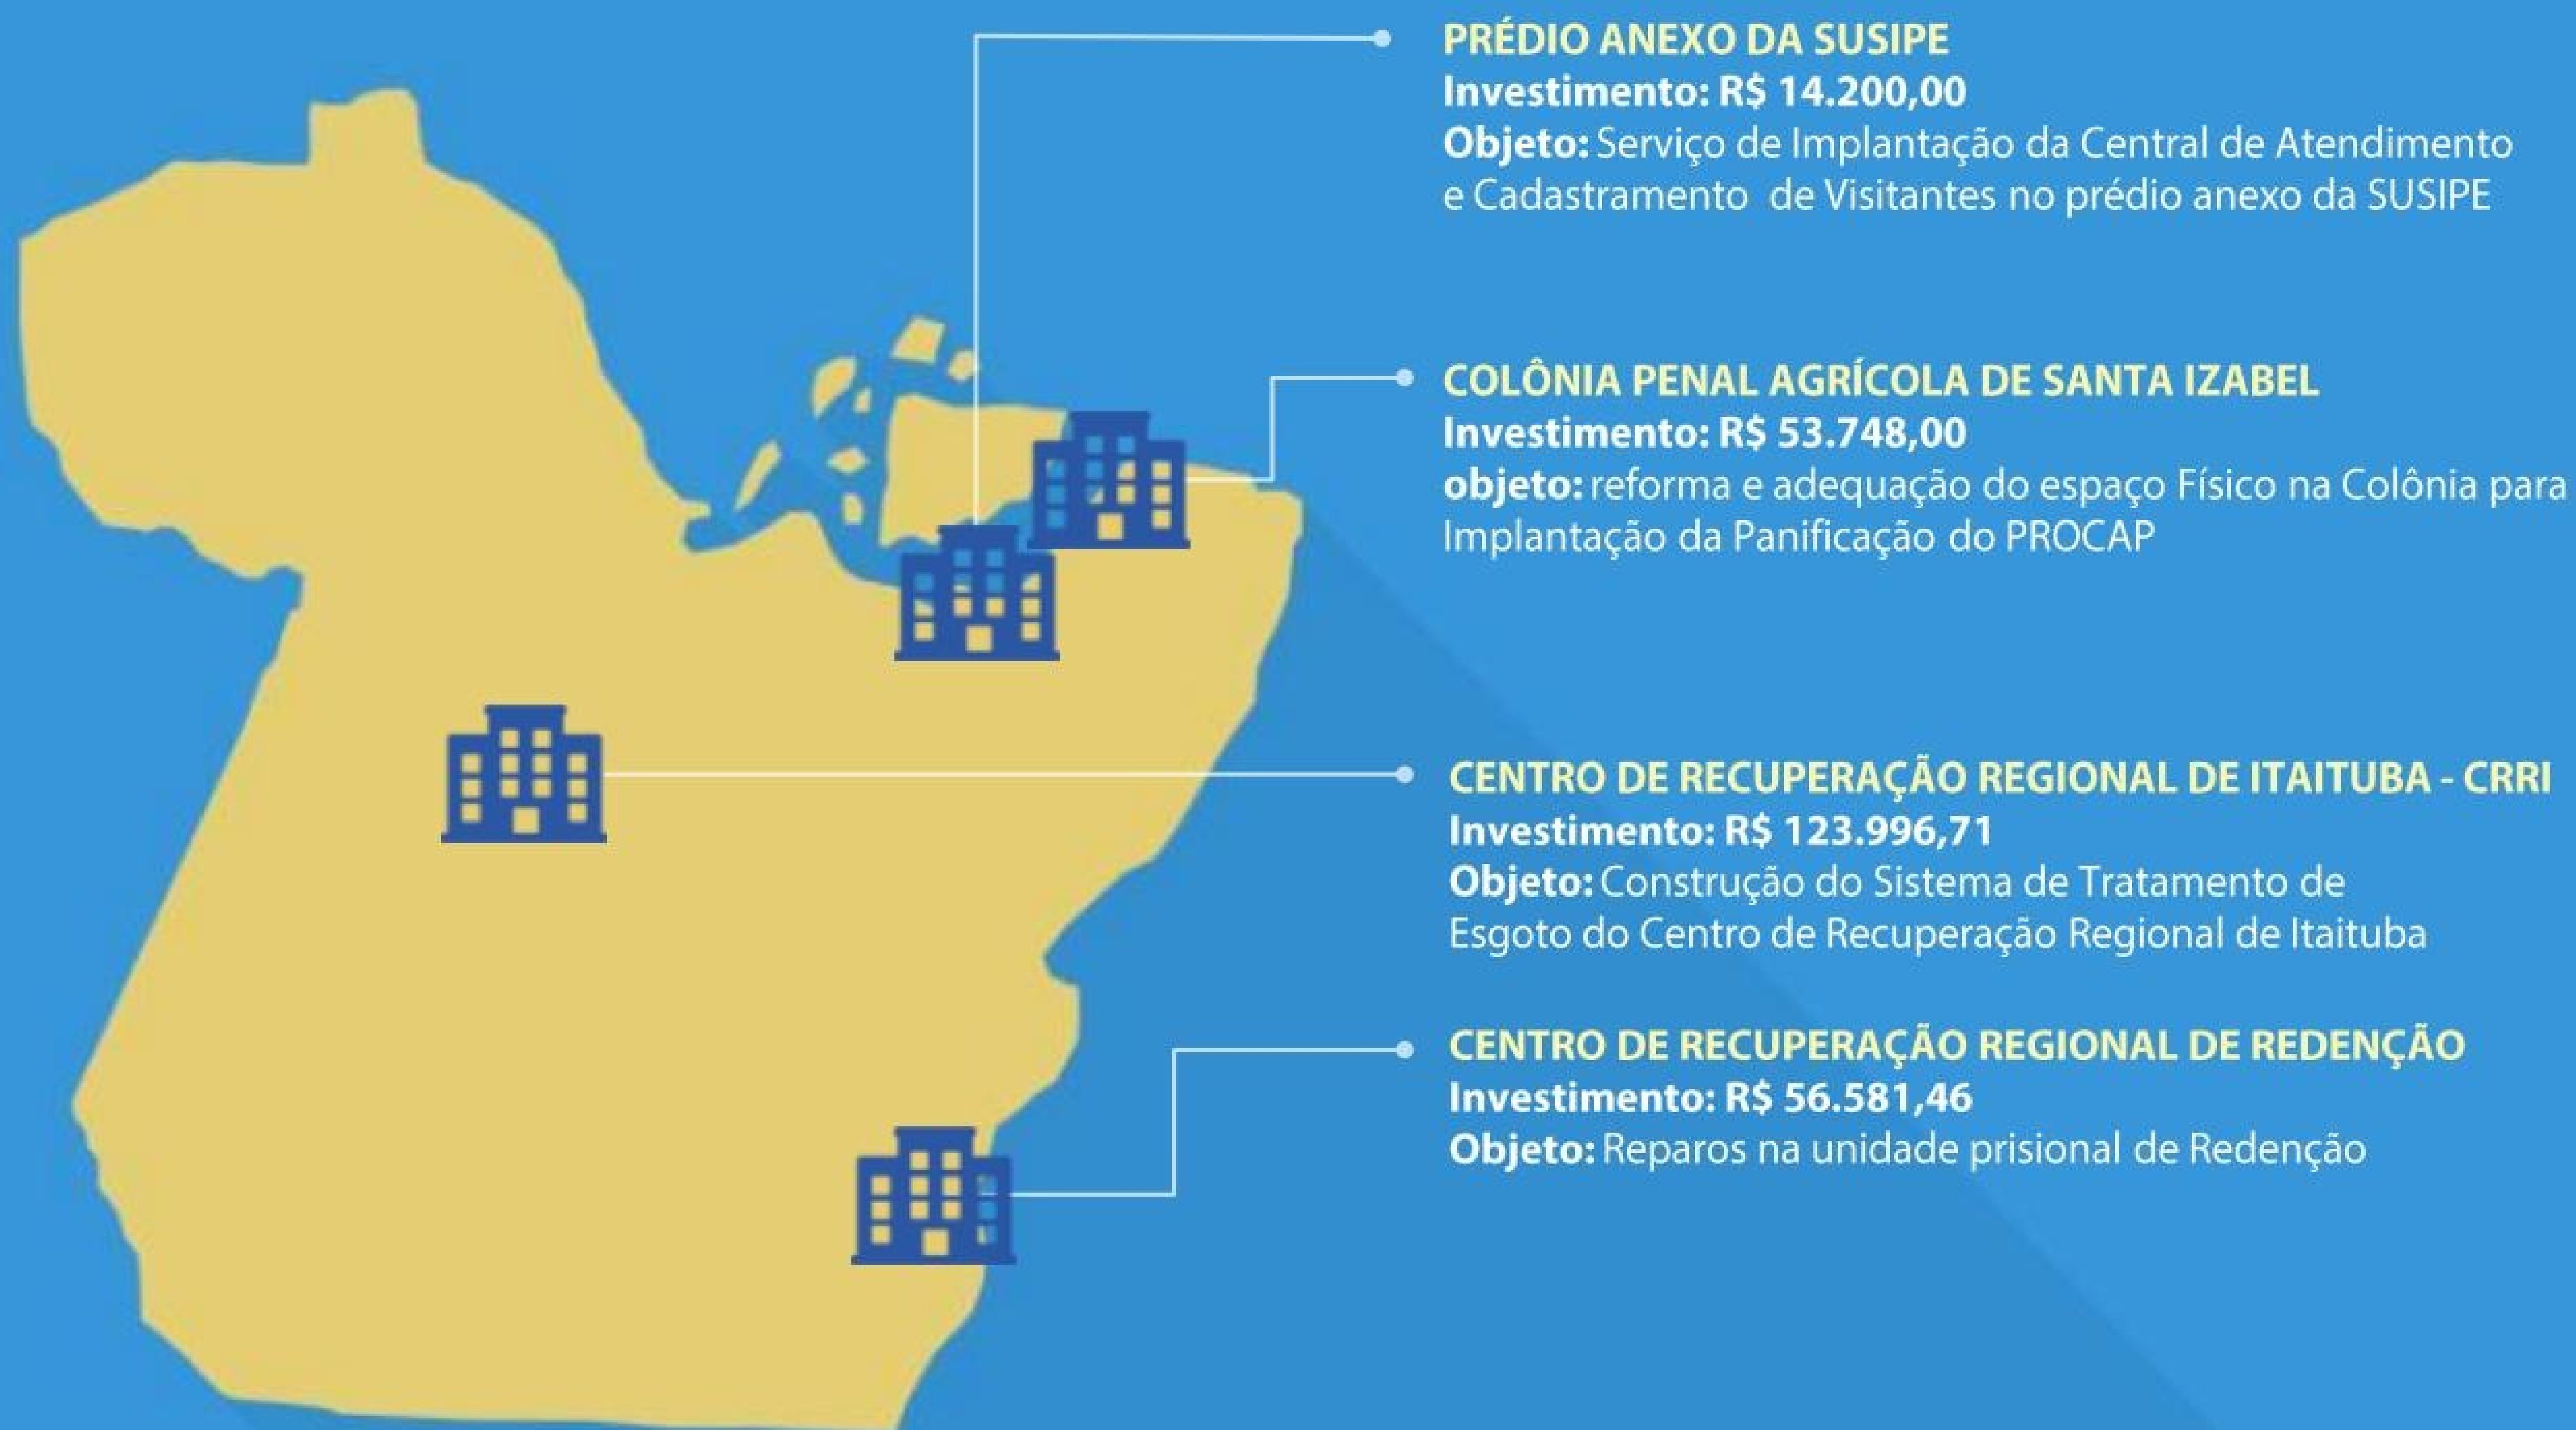 PRÉDIO ANEXO DA SUSIPE
Investimento: R$ 14.200,00
Objeto: Serviço de Implantação da Central de Atendimento
e Cadastramento de Visitantes no prédio anexo da SUSIPE
COLÔNIA PENAL AGRÍCOLA DE SANTA IZABEL
Investimento: R$ 53.748,00
objeto: reforma e adequação do espaço Físico na Colônia para
Implantação da Panificação do PROCAP
CENTRO DE RECUPERAÇÃO REGIONAL DE ITAITUBA - CRRI
Investimento: R$ 123.996,71
Objeto: Construção do Sistema de Tratamento de
Esgoto do Centro de Recuperação Regional de Itaituba
CENTRO DE RECUPERAÇÃO REGIONAL DE REDENÇÃO
Investimento: R$ 56.581,46
Objeto: Reparos na unidade prisional de Redenção